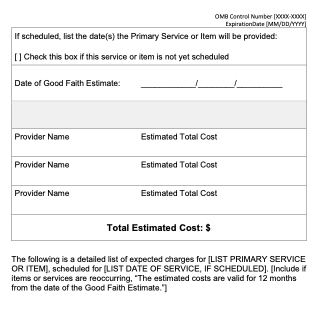 OMB Control Number [XXXX-XXXX]
ExpirationDate [MM/DD/YYYY]
If scheduled, list the date(s) the Primary Service or Item will be provided:
[ ] Check this box if this service or item is not yet scheduled
Date of Good Faith Estimate: ____________/________/__________
Provider Name Estimated Total Cost
Provider Name Estimated Total Cost
Provider Name Estimated Total Cost
Total Estimated Cost: $
The following is a detailed list of expected charges for [LIST PRIMARY SERVICE
OR ITEM], scheduled for [LIST DATE OF SERVICE, IF SCHEDULED]. [Include if
items or services are reoccurring, “The estimated costs are valid for 12 months
from the date of the Good Faith Estimate.”]